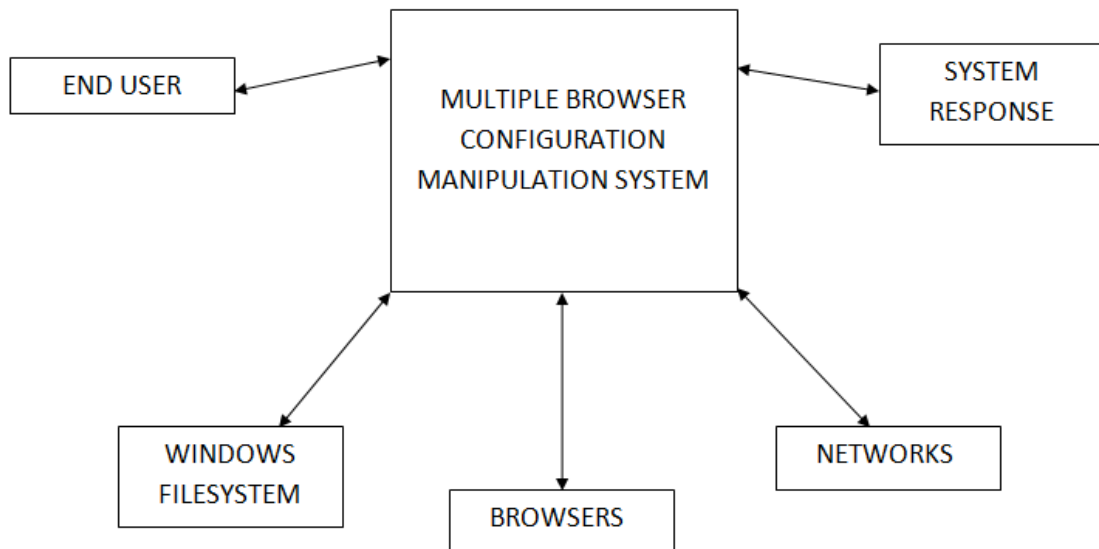 END USER
MULTIPLE BROWSER
CONFIGURATION
MANIPULATION SYSTEM
SYSTEM
RESPONSE
WINDOWS
FILESYSTEM
BROWSERS
NETWORKS